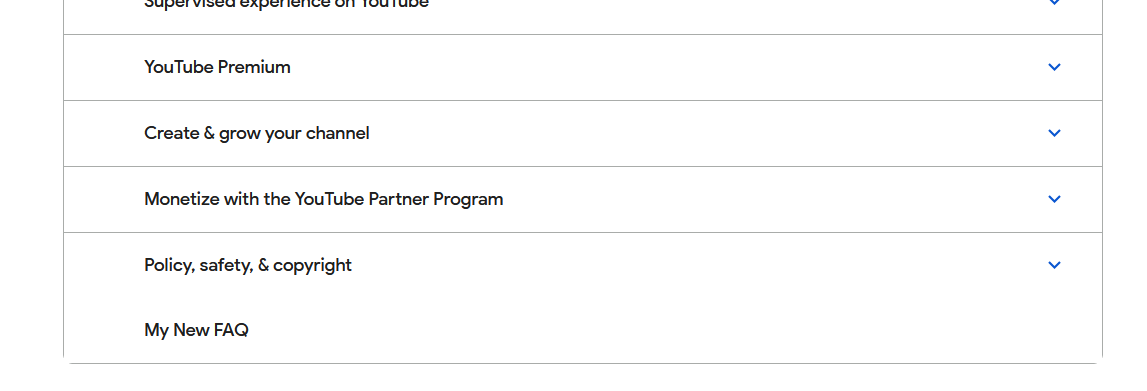 Supervised experience on YouTube
YouTube Premium
Create & grow your channel
Monetize with the YouTube Partner Program
Policy, safety, & copyright
My New FAQ